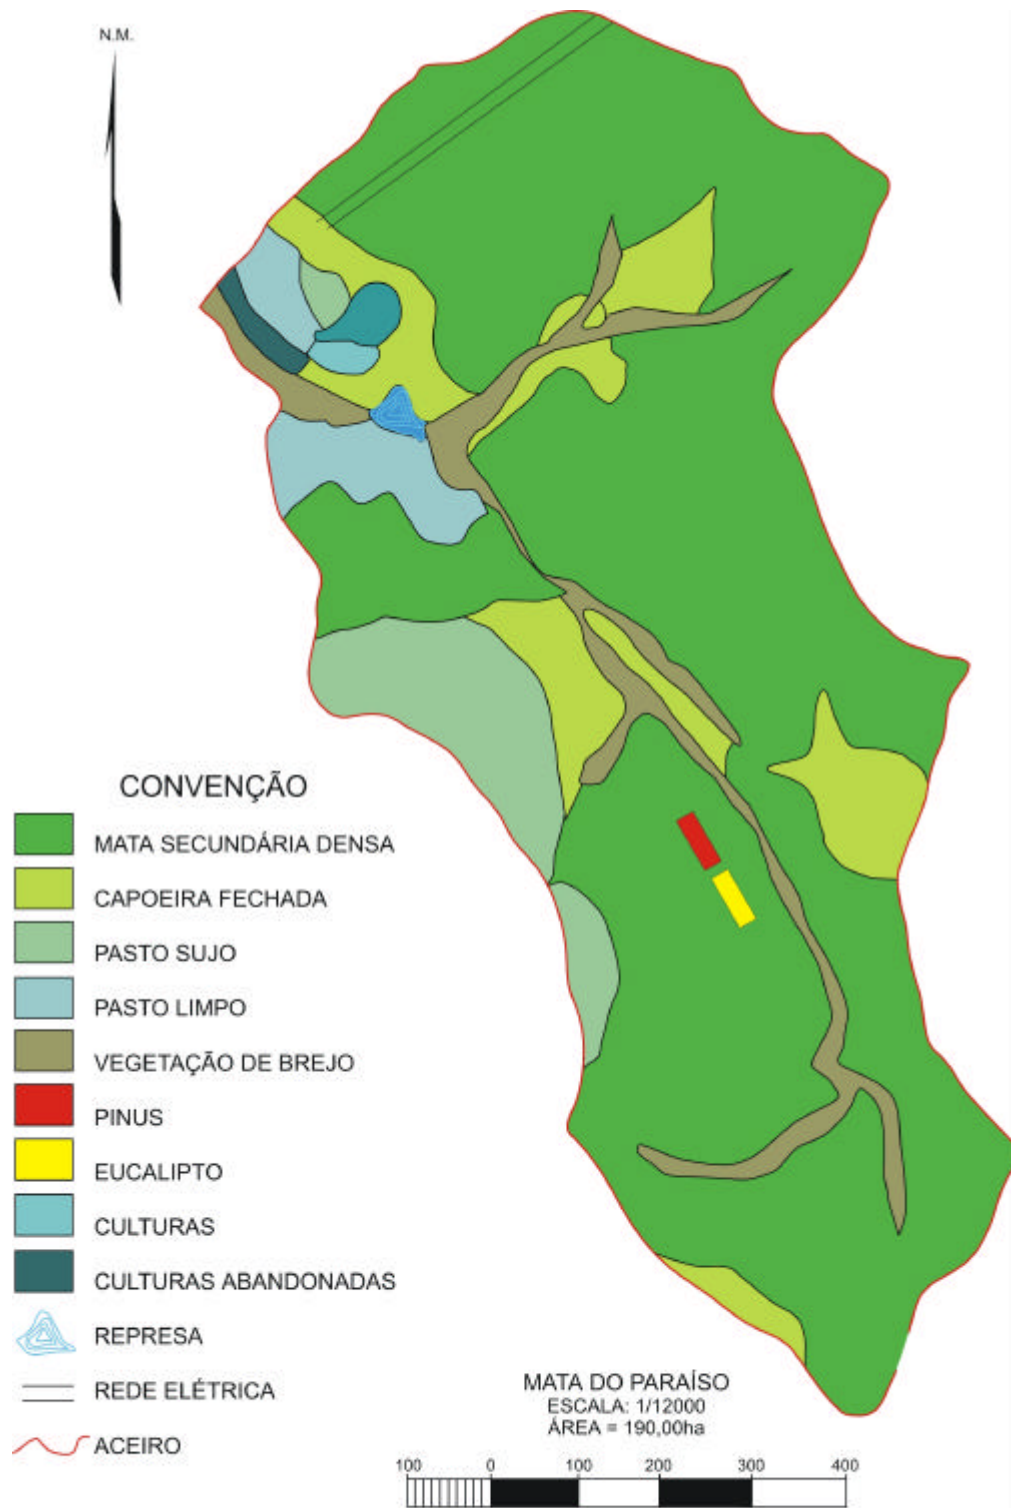 N.M.
CONVENÇÃO
MATA SECUNDÁRIA DENSA
CAPOEIRA FECHADA
PASTO SUJO
PASTO LIMPO
VEGETAÇÃO DE BREJO
PINUS
EUCALIPTO
CULTURAS
CULTURAS ABANDONADAS
REPRESA
REDE ELÉTRICA
ACEIRO
MATA DO PARAÍSO
ESCALA: 1/12000
ÁREA = 190,00ha
100 0 100 200 300 400